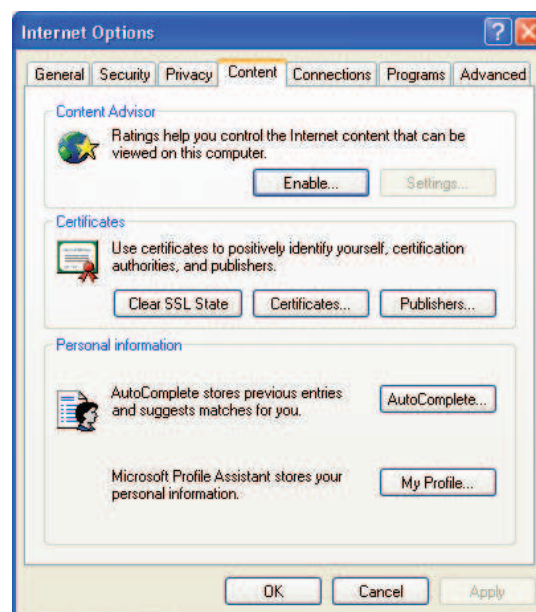 Internet Options
?
General Security Privacy Content Connections Programs Advanced
Content Advisor
Ratings help you control the Internet content that can be
viewed on this computer.
Enable... Settings...
Certificates
Use certificates to positively identify yourself, certification
authorities, and publishers.
Clear SSL State Certificates... Publishers...
Personal information
AutoComplete stores previous entries
and suggests matches for you.
AutoComplete...
Microsoft Profile Assistant stores your
personal information.
My Profile...
OK Cancel Apply